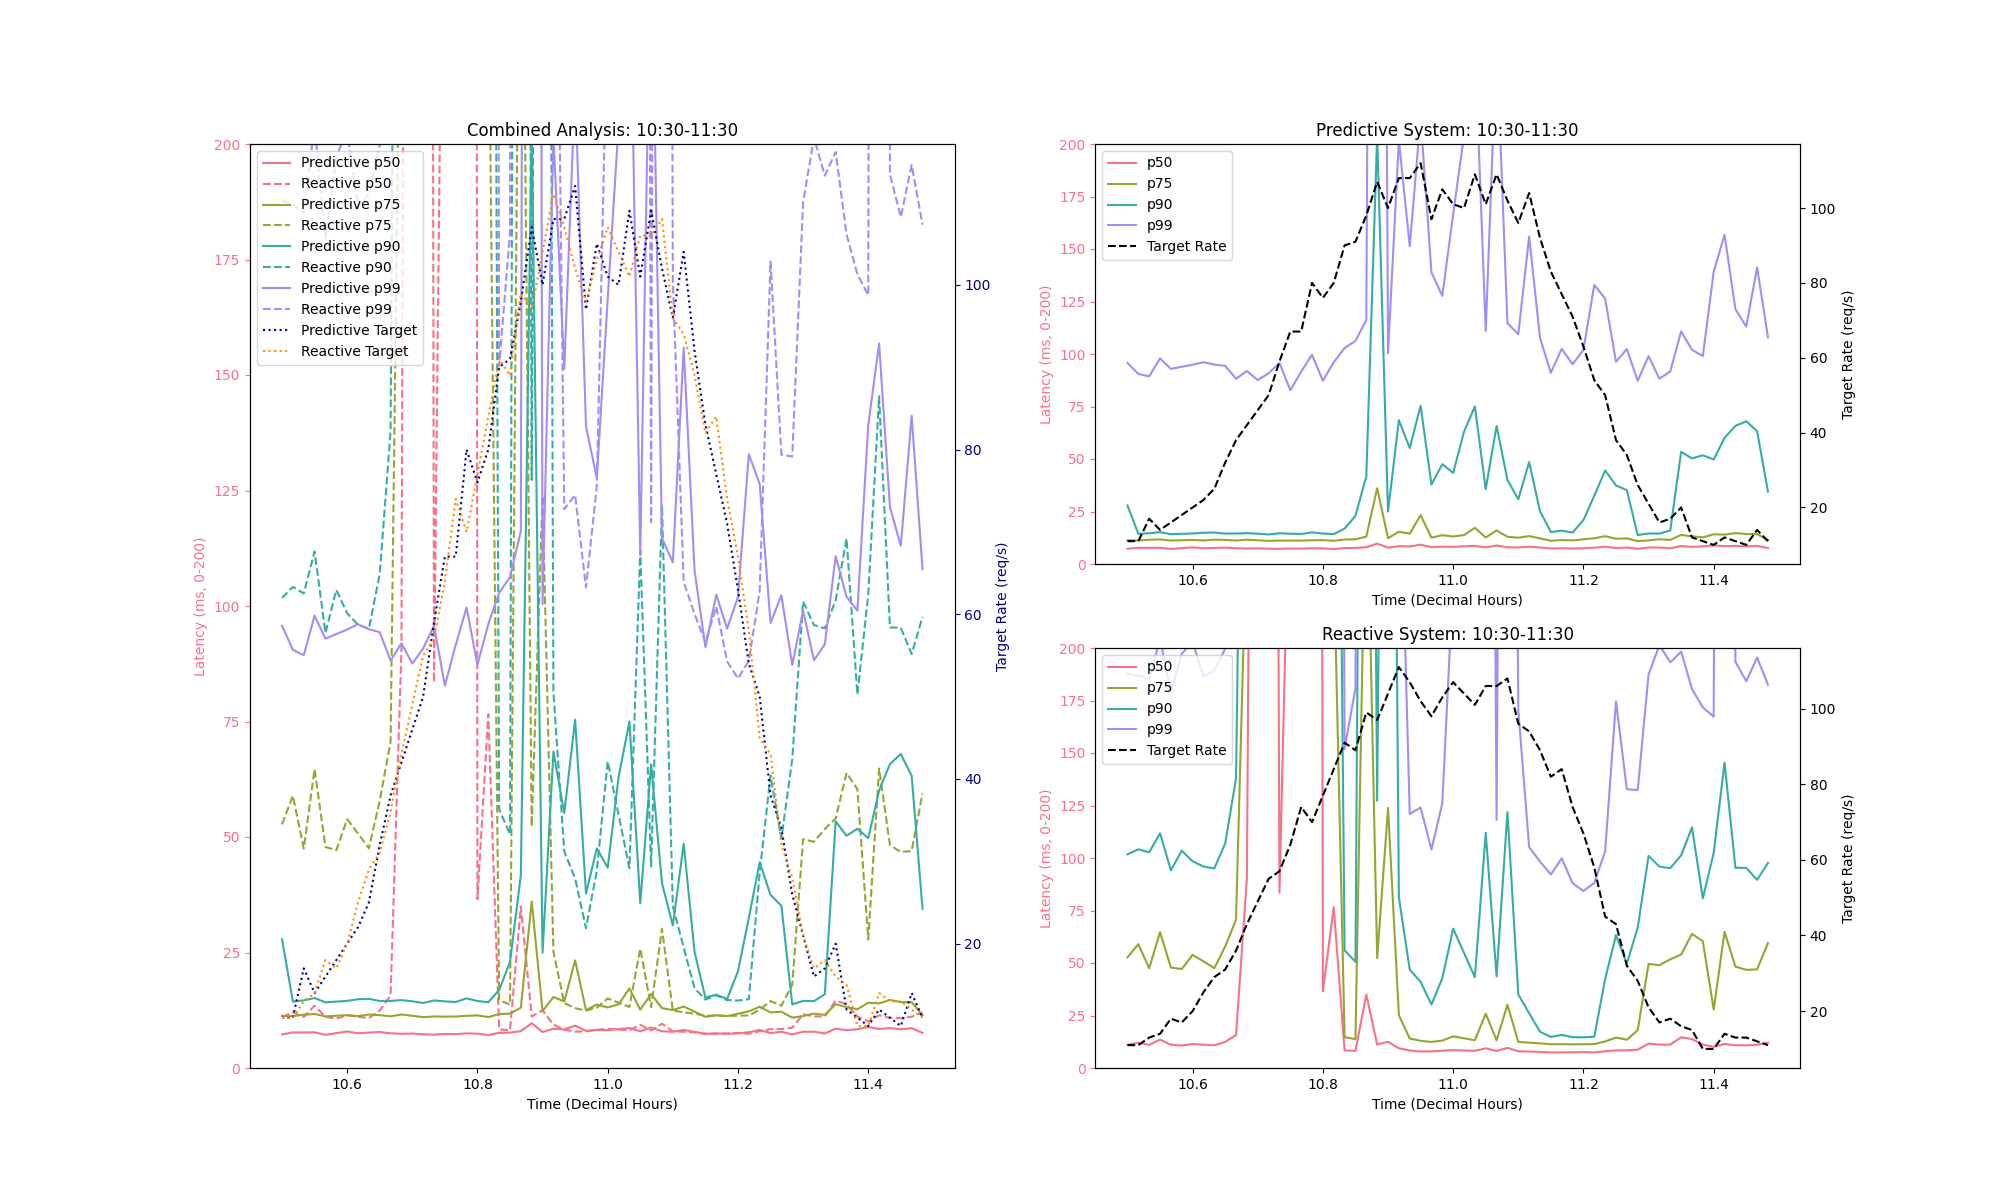 Combined Analysis: 10:30-11:30
200
175
150
125
100
75
50
25
0
Latency (ms, 0-200)
Predictive p50
Reactive p50
Predictive p75
Reactive p75
Predictive p90
Reactive p90
Predictive p99
Reactive p99
Predictive Target
Reactive Target
100
80
60
40
20
Target Rate (req/s)
10.6 10.8 11.0 11.2 11.4
Time (Decimal Hours)
Predictive System: 10:30-11:30
200
175
150
125
100
75
50
25
0
Latency (ms, 0-200)
p50
p75
p90
p99
Target Rate
100
80
60
40
20
Target Rate (req/s)
10.6 10.8 11.0 11.2 11.4
Time (Decimal Hours)
Reactive System: 10:30-11:30
200
175
150
125
100
75
50
25
0
Latency (ms, 0-200)
p50
p75
p90
p99
Target Rate
100
80
60
40
20
Target Rate (req/s)
10.6 10.8 11.0 11.2 11.4
Time (Decimal Hours)